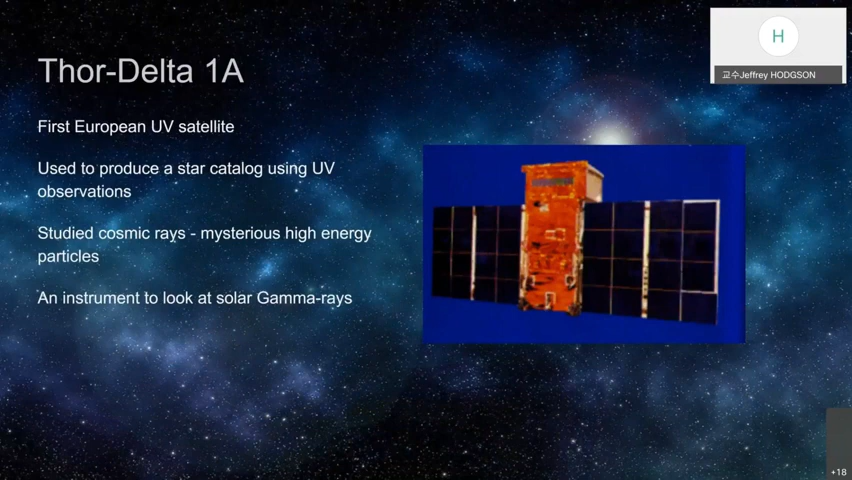 Thor-Delta 1A
First European UV satellite
Used to produce a star catalog using UV
observations
Studied cosmic rays - mysterious high energy
particles
An instrument to look at solar Gamma-rays
H
교수Jeffrey HODGSON
+18